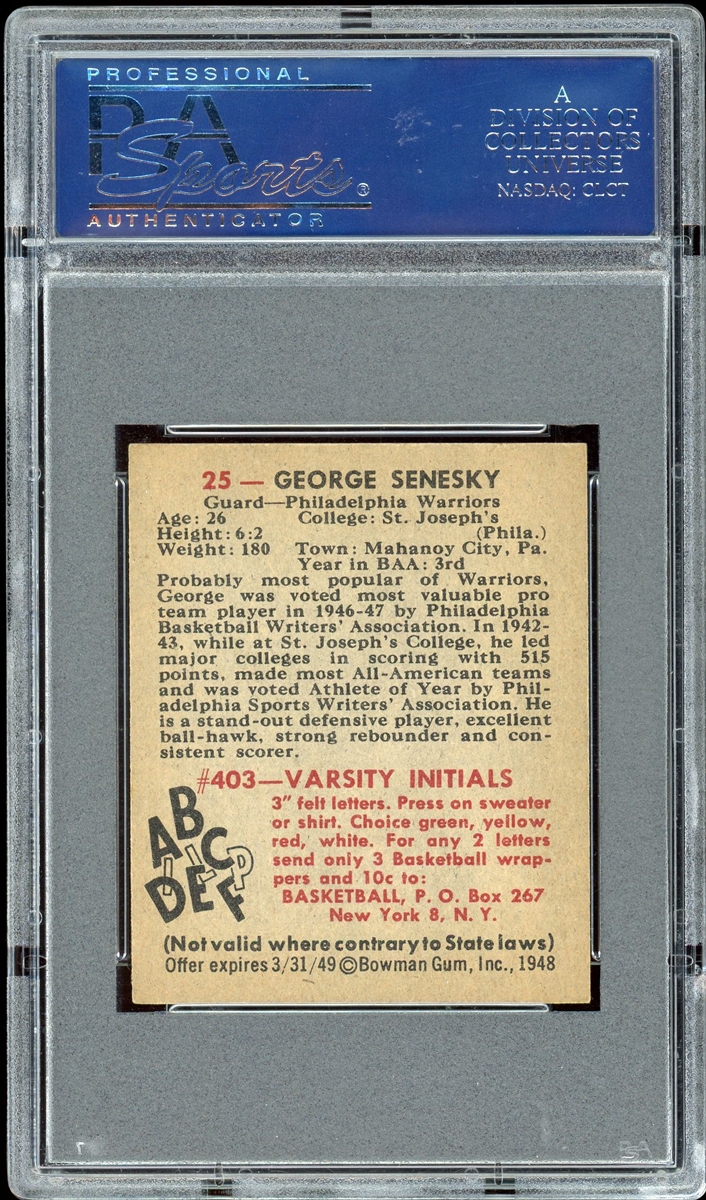 PROFESSIONAL
PSA
Sports®
AUTHENTICATOR
A
DIVISION OF
COLLECTORS
UNIVERSE
NASDAQ: CLCT
25 — GEORGE SENESKY
Guard—Philadelphia Warriors
Age: 26 College: St. Joseph's
Height: 6:2 (Phila.)
Weight: 180 Town: Mahanoy City, Pa.
Year in BAA: 3rd
Probably most popular of Warriors,
George was voted most valuable pro
team player in 1946-47 by Philadelphia
Basketball Writers' Association. In 1942-
43, while at St. Joseph's College, he led
major colleges in scoring with 515
points, made most All-American teams
and was voted Athlete of Year by Phil-
adelphia Sports Writers' Association. He
is a stand-out defensive player, excellent
ball-hawk, strong rebounder and con-
sistent scorer.
#403—VARSITY INITIALS
3" felt letters. Press on sweater
or shirt. Choice green, yellow,
red, white. For any 2 letters
send only 3 Basketball wrap-
pers and 10c to:
BASKETBALL, P. O. Box 267
New York 8, N. Y.
ABC
DEF
(Not valid where contrary to State laws)
Offer expires 3/31/49 ©Bowman Gum, Inc., 1948
PSA